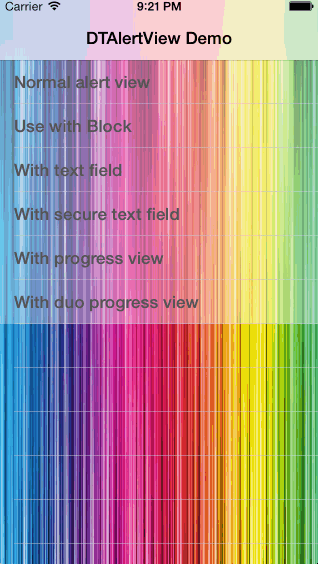 Carrier 9:21 PM
DTAlertView Demo
Normal alert view
Use with Block
With text field
With secure text field
With progress view
With duo progress view